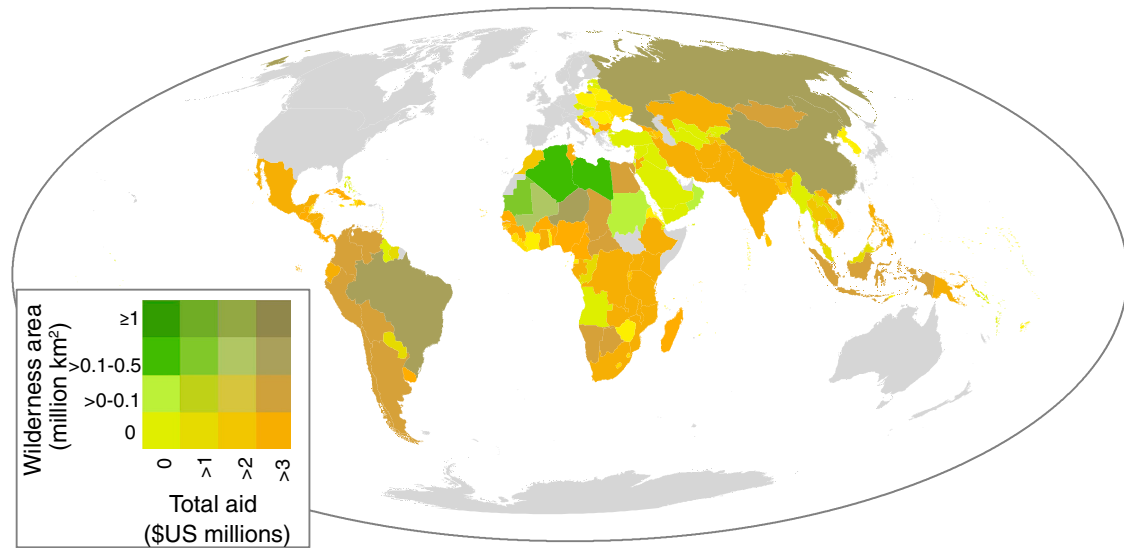 Wilderness area
(million km²)
≥1
>0.1-0.5
>0-0.1
0
0
>1
>2
>3
Total aid
($US millions)